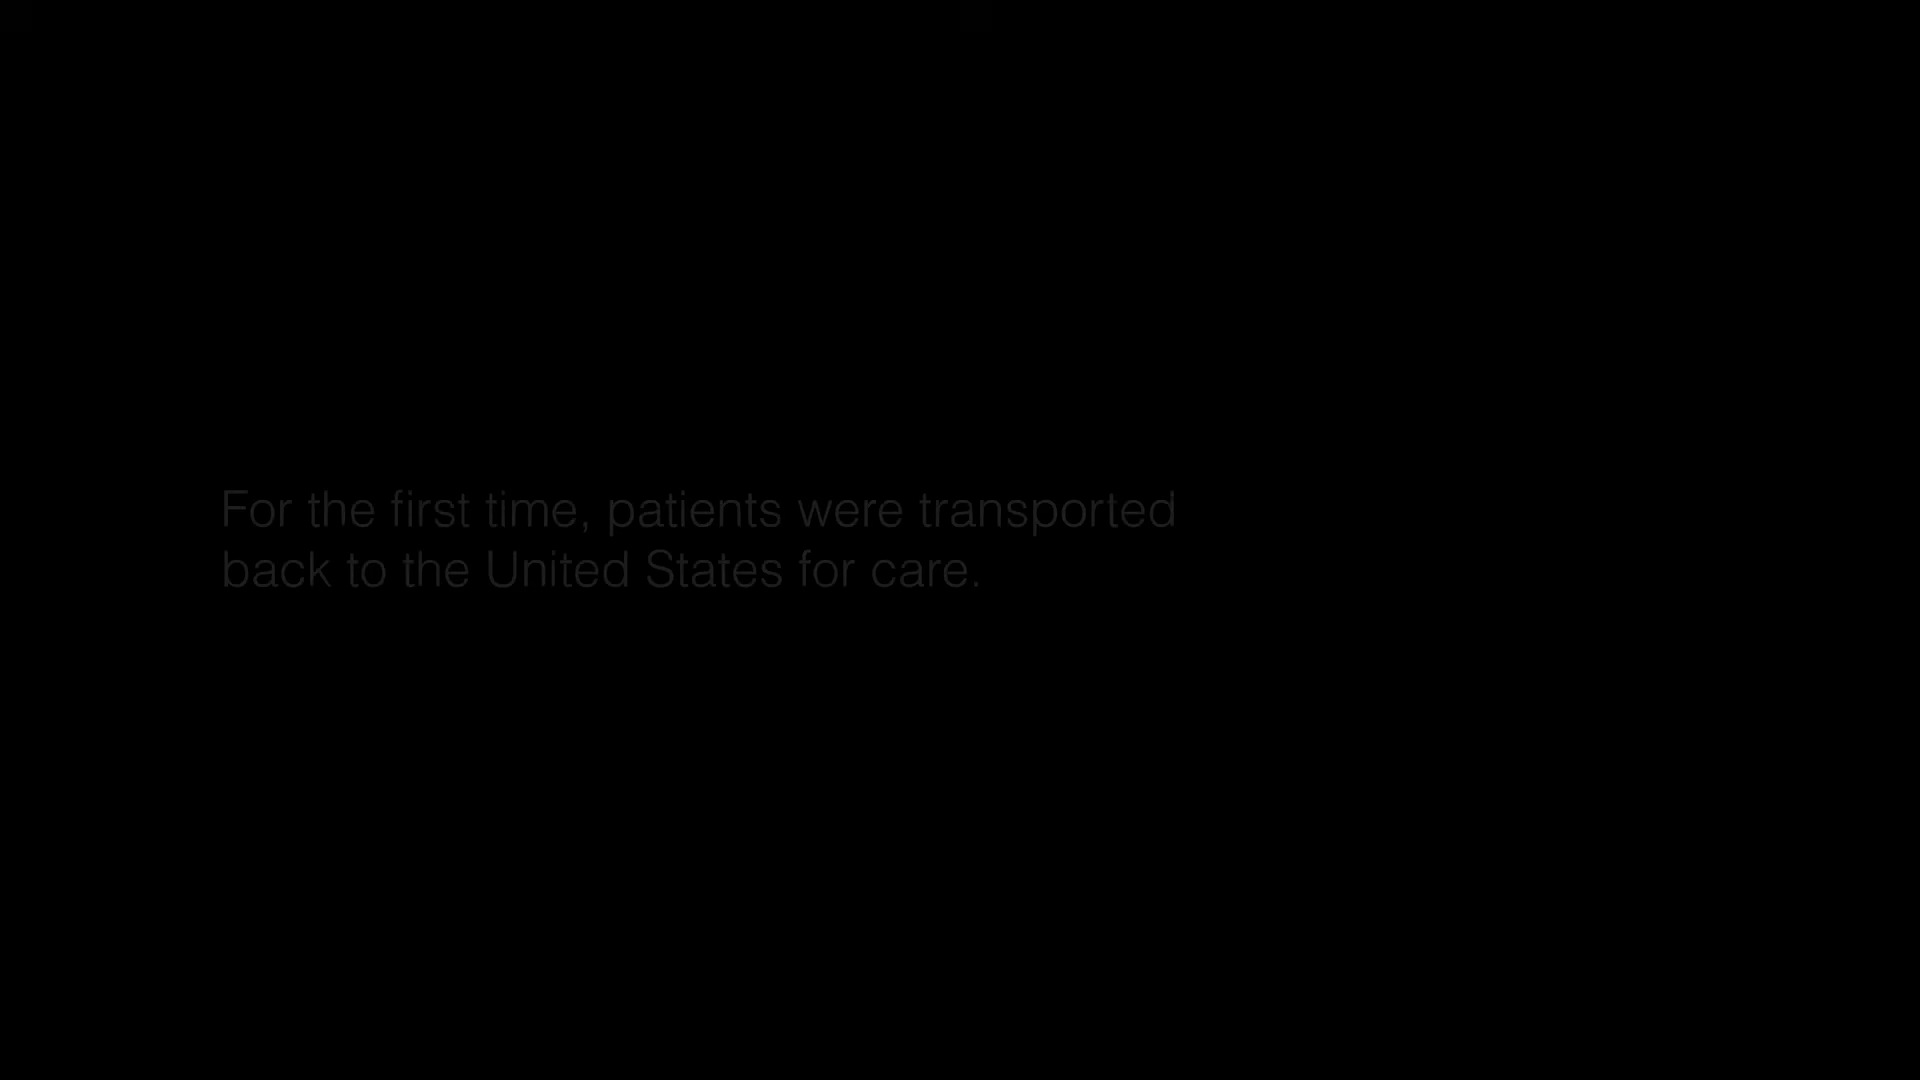 For the first time, patients were transported
back to the United States for care.